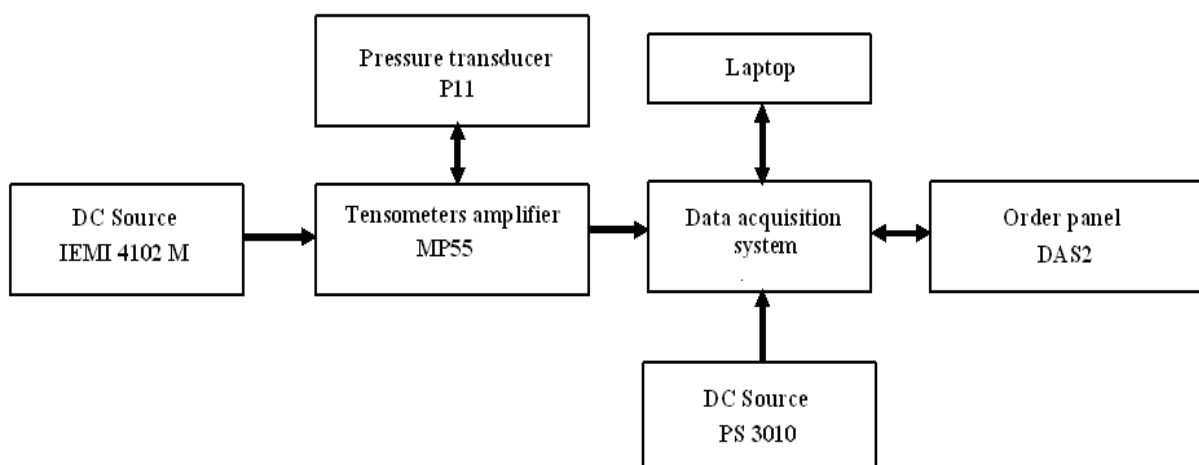 Pressure transducer
P11
Laptop
DC Source
IEMI 4102 M
Tensometers amplifier
MP55
Data acquisition
system
Order panel
DAS2
DC Source
PS 3010